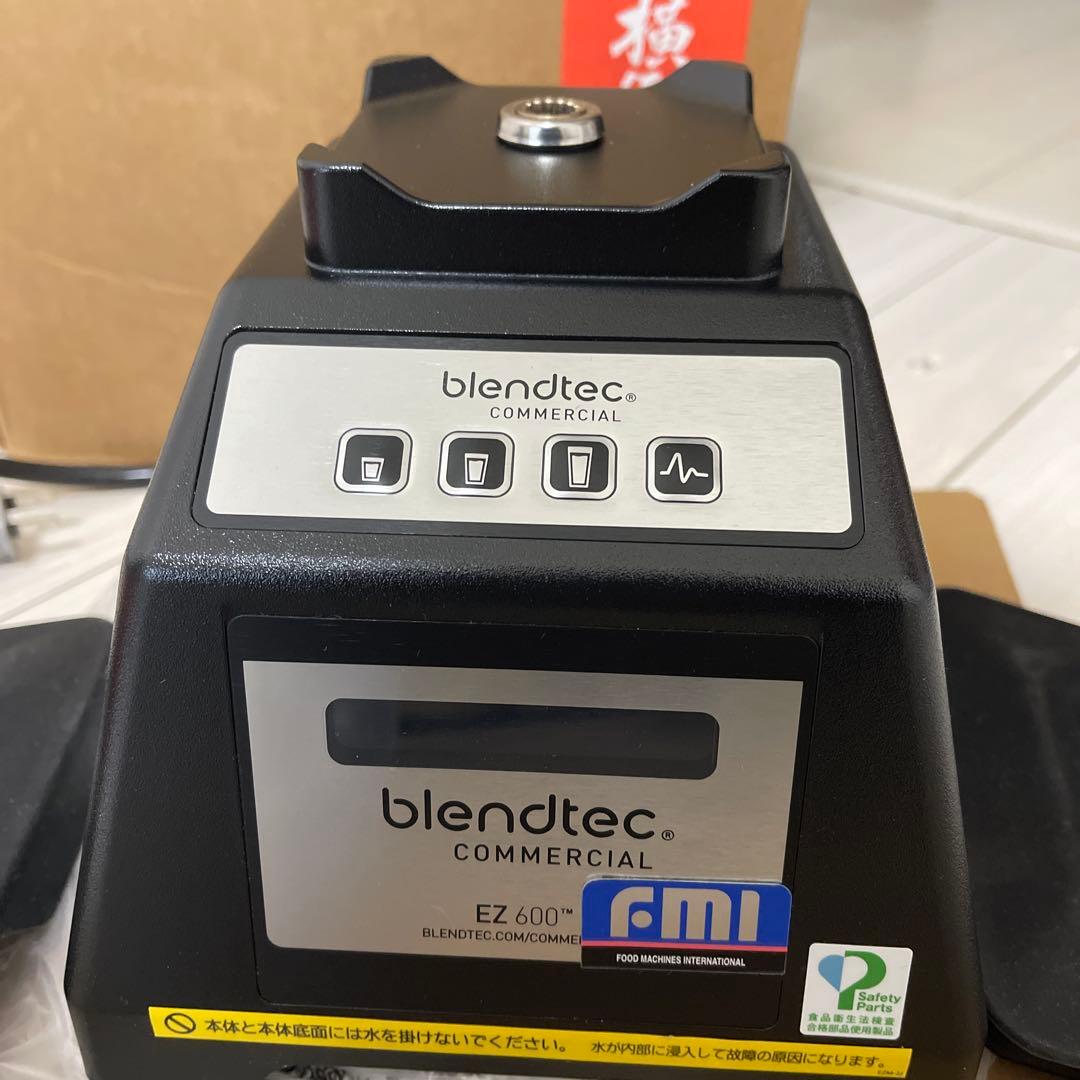 横
blendtec®
COMMERCIAL
blendtec®
COMMERCIAL
EZ 600™
BLENDTEC.COM/COMME
FMI
FOOD MACHINES INTERNATIONAL
P
Safety
Parts
食品衛生法検査
合格部品使用製品
本体と本体底面には水を掛けないでください。 水が内部に浸入して故障の原因になります。